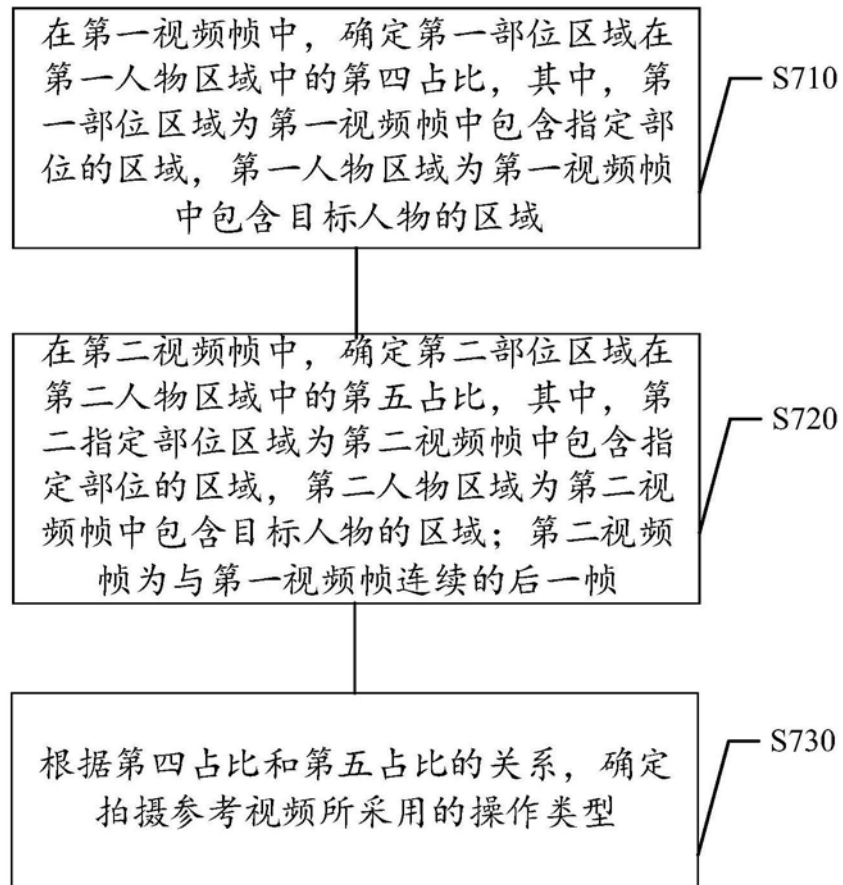 在第一视频帧中，确定第一部位区域在
第一人物区域中的第四占比，其中，第
一部位区域为第一视频帧中包含指定部
位的区域，第一人物区域为第一视频帧
中包含目标人物的区域
S710
在第二视频帧中，确定第二部位区域在
第二人物区域中的第五占比，其中，第
二指定部位区域为第二视频帧中包含指
定部位的区域，第二人物区域为第二视
频帧中包含目标人物的区域；第二视频
帧为与第一视频帧连续的后一帧
S720
根据第四占比和第五占比的关系，确定
拍摄参考视频所采用的操作类型
S730